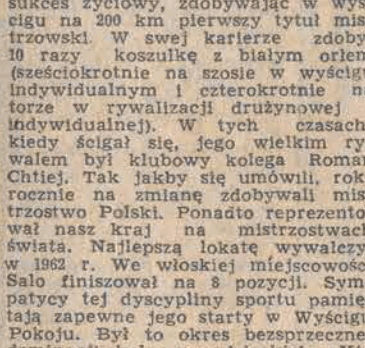 sukces życiowy, zdobywając w wyś
cigu na 200 km pierwszy tytuł mis
trzowski. W swej karierze zdoby
10 razy koszulkę z białym orłem
(sześciokrotnie na szosie w wyścigu
indywidualnym i czterokrotnie na
torze w rywalizacji drużynowej
indywidualnej). W tych czasach
kiedy ścigał się, jego wielkim ry
walem był klubowy kolega Roman
Chtiej. Tak jakby się umówili, rok
rocznie na zmianę zdobywali mis
trzostwo Polski. Ponadto reprezento
wał nasz kraj na mistrzostwach
świata. Najlepszą lokatę wywalczy
w 1962 r. We włoskiej miejscowośc
Salo finiszował na 8 pozycji. Sym
patycy tej dyscypliny sportu pamię
tają zapewne jego starty w Wyścigu
Pokoju. Był to okres bezsprzeczne